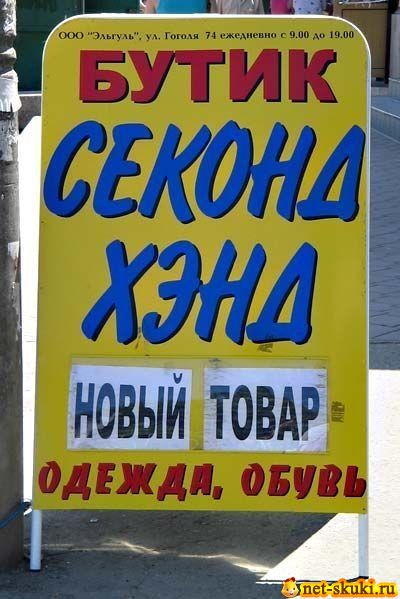 ООО "Эльгуль", ул. Гоголя 74 ежедневно с 9.00 до 19.00
БУТИК
СЕКОНД
ХЭНД
НОВЫЙ ТОВАР
ОДЕЖДА, ОБУВЬ
net-skuki.ru